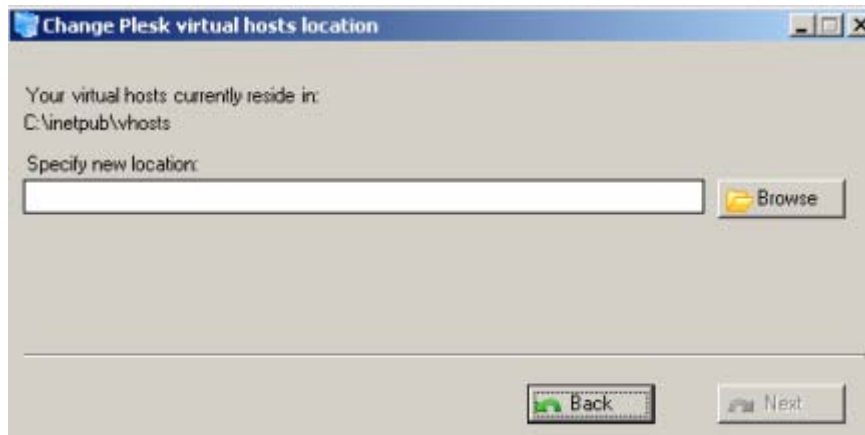 Change Plesk virtual hosts location
Your virtual hosts currently reside in:
C:\inetpub\vhosts
Specify new location:
Browse
Back
Next